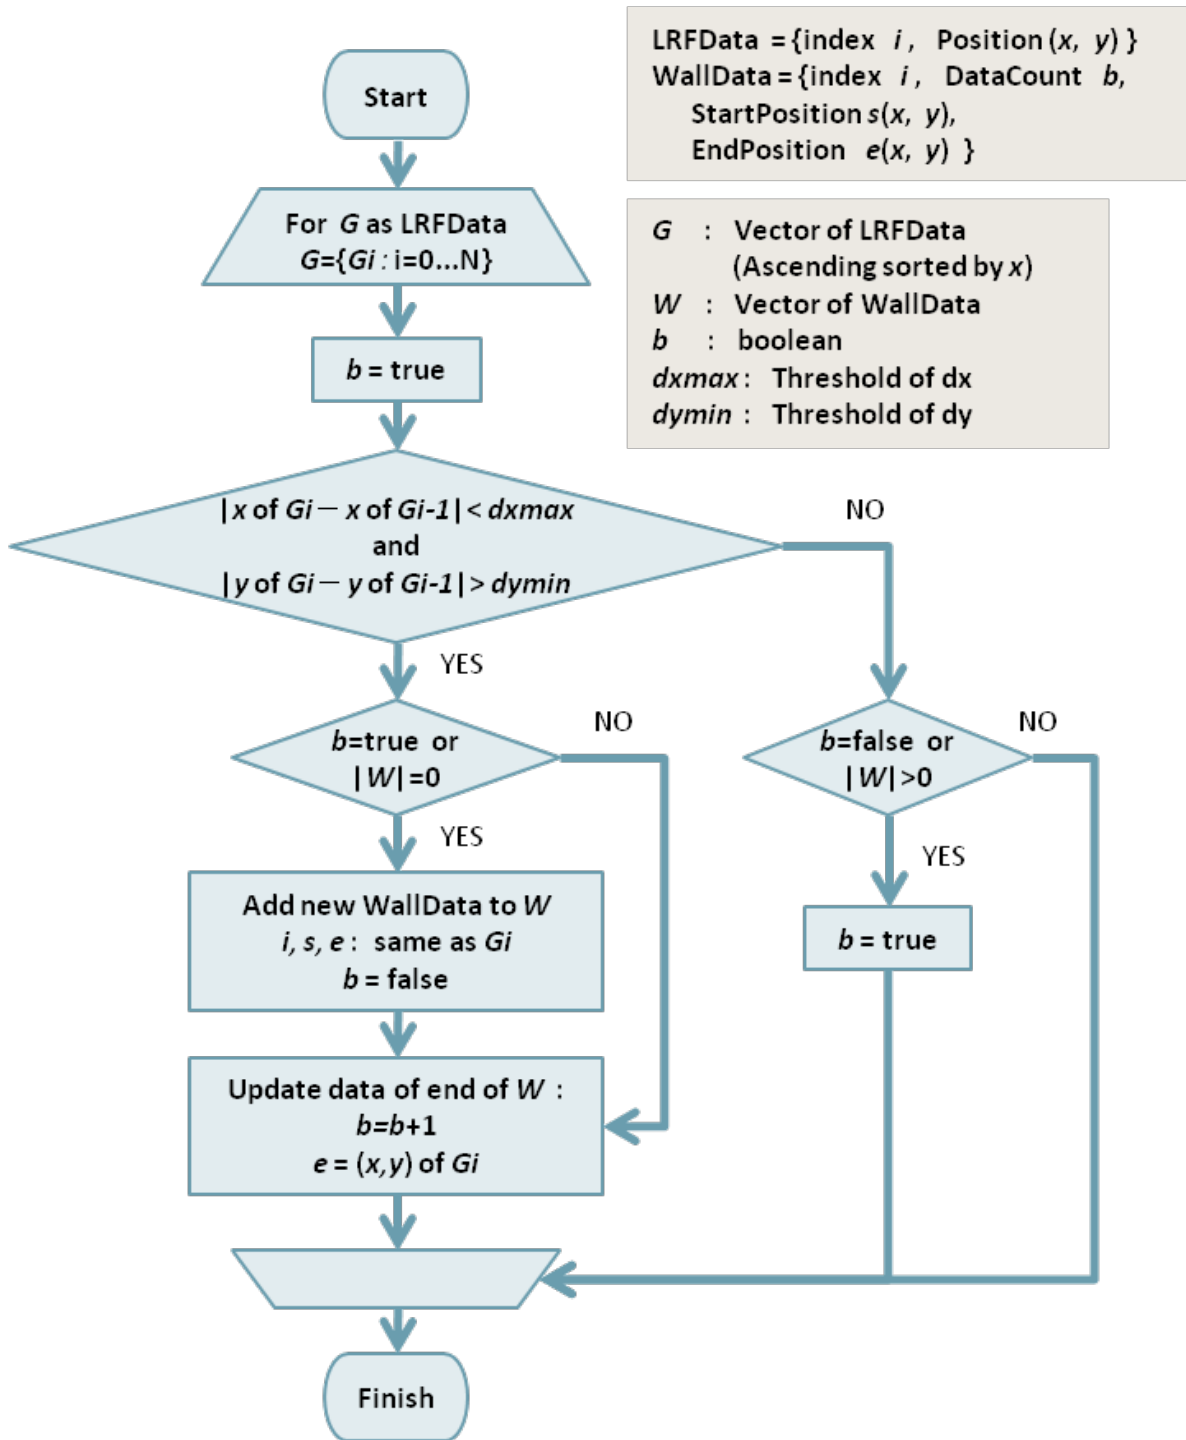 LRFData = {index i , Position (x, y) }
WallData = {index i , DataCount b,
StartPosition s(x, y),
EndPosition e(x, y) }
G : Vector of LRFData
(Ascending sorted by x)
W : Vector of WallData
b : boolean
dxmax : Threshold of dx
dymin : Threshold of dy
Start
For G as LRFData
G={Gi : i=0...N}
b = true
|x of Gi － x of Gi-1| < dxmax
and
|y of Gi － y of Gi-1| > dymin
NO
YES
b=true or
|W|=0
NO
YES
b=false or
|W|>0
NO
YES
Add new WallData to W
i, s, e : same as Gi
b = false
b = true
Update data of end of W :
b=b+1
e = (x,y) of Gi
Finish